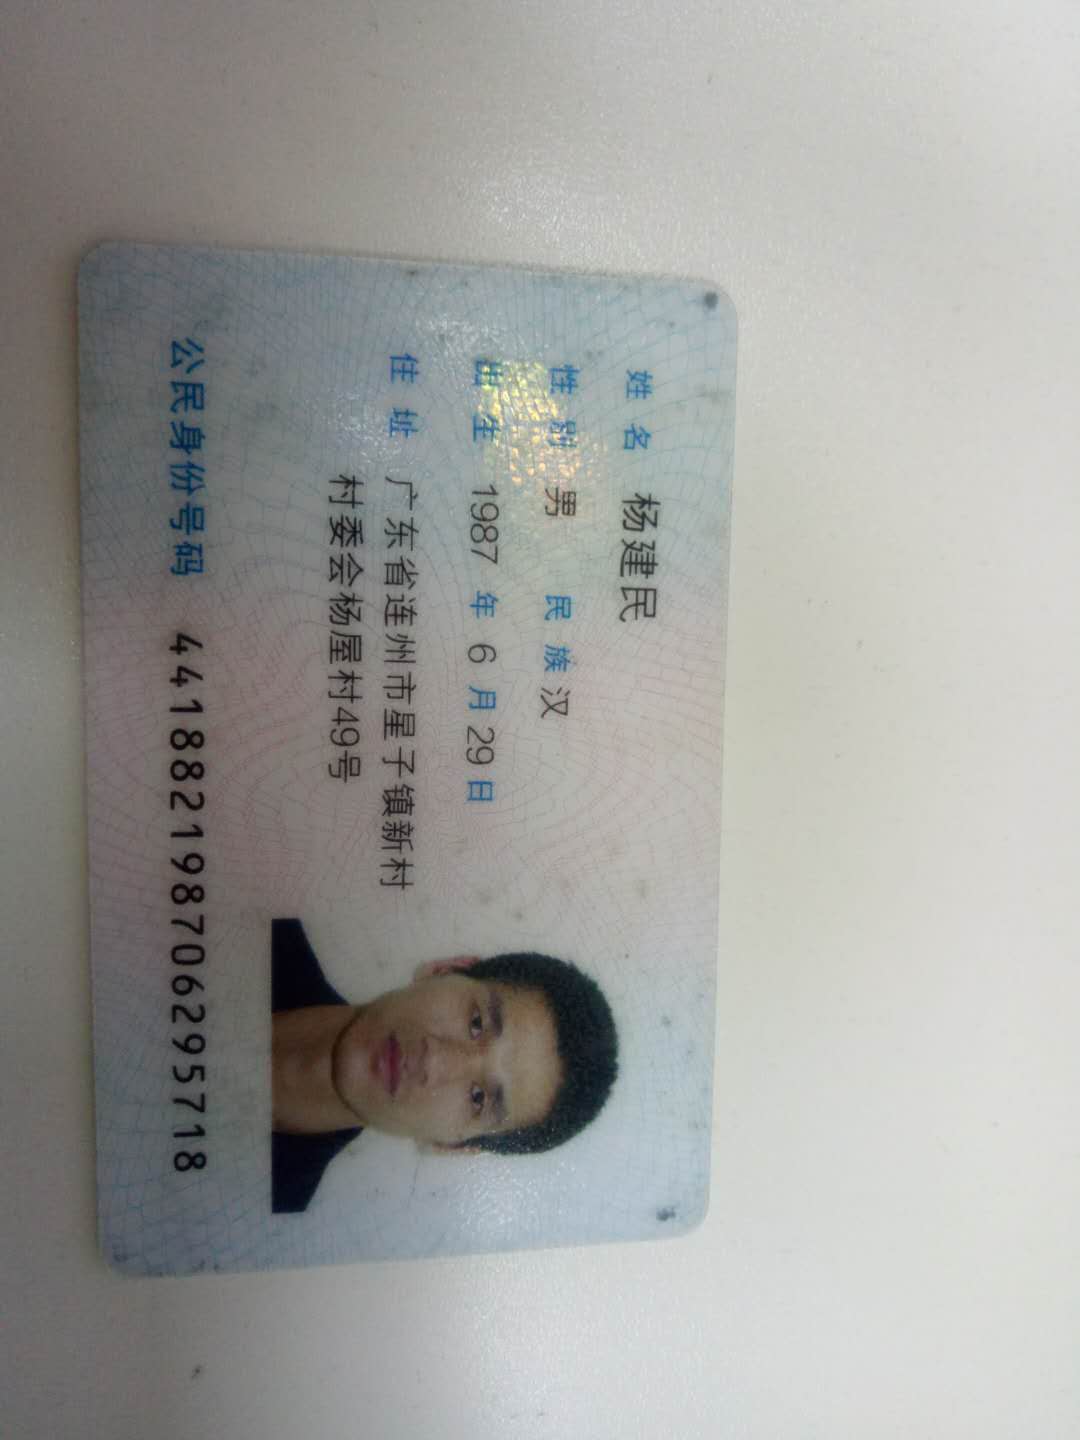 姓名 杨建民
性别 男 民族 汉
出生 1987 年 6 月 29 日
住址 广东省连州市星子镇新村
村委会杨屋村49号
公民身份号码 441882198706295718